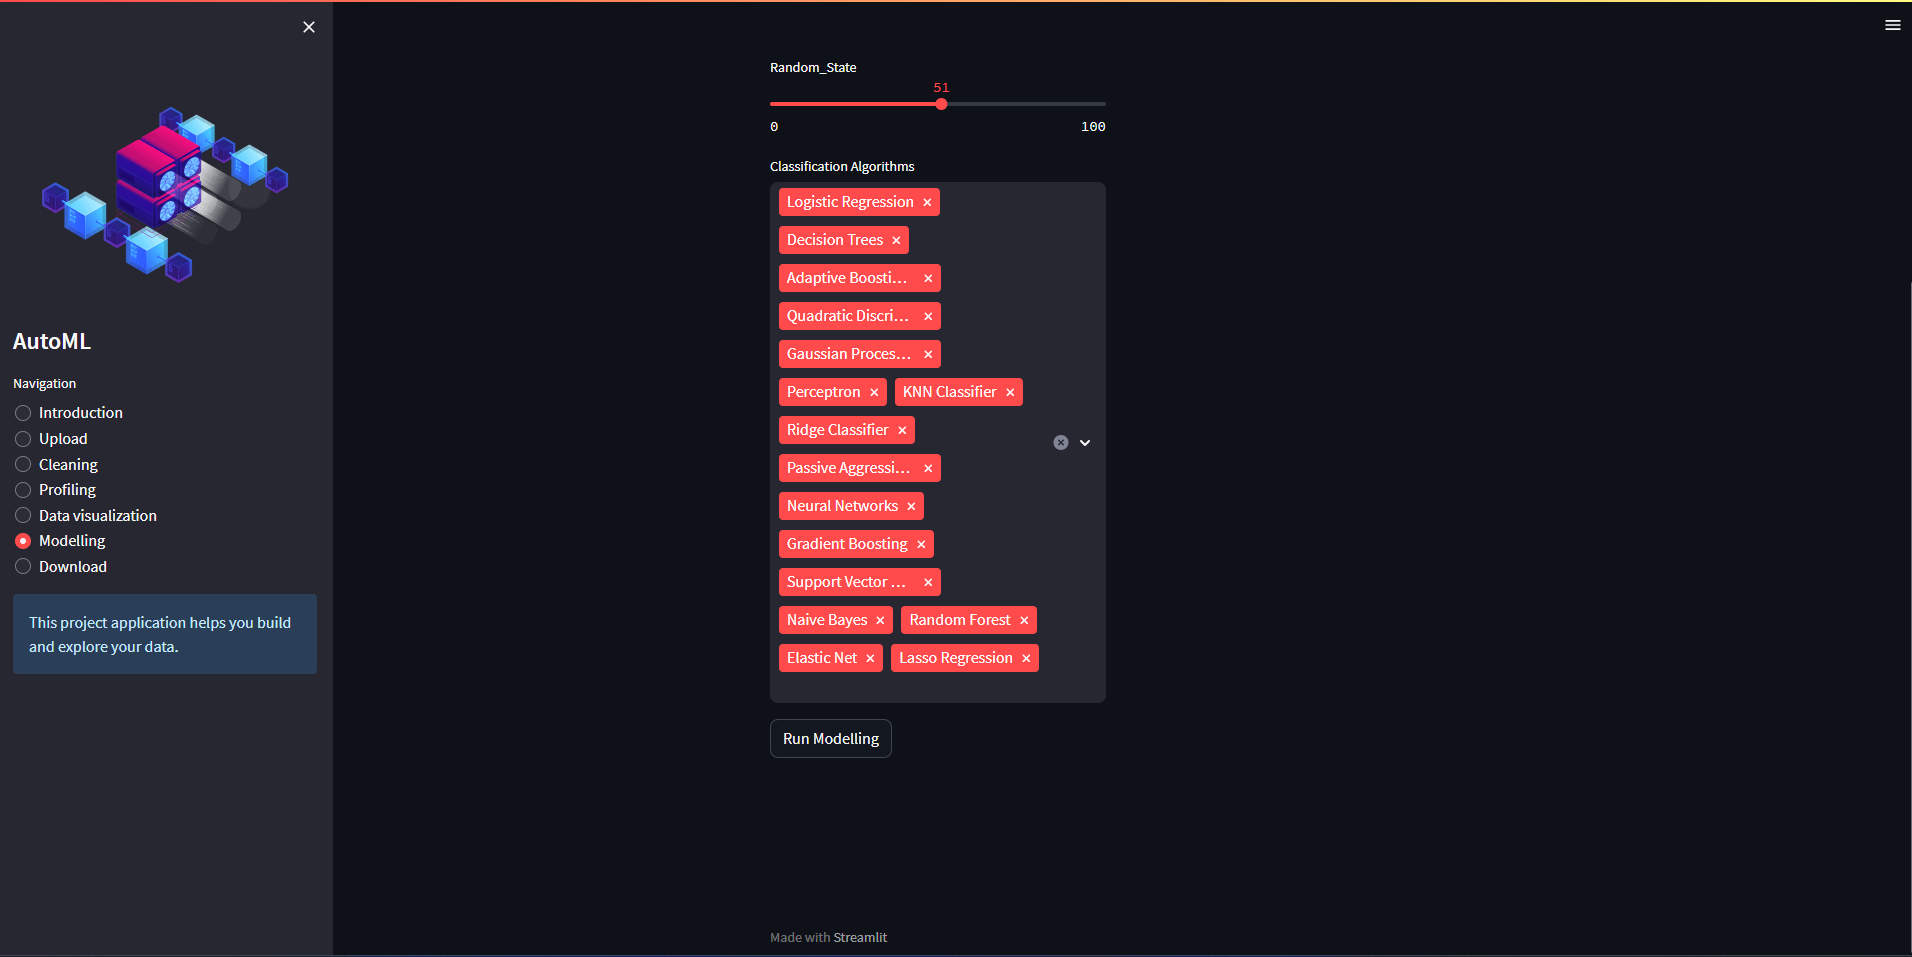 AutoML
Navigation
Introduction
Upload
Cleaning
Profiling
Data visualization
Modelling
Download
This project application helps you build
and explore your data.
Random_State
51
0 100
Classification Algorithms
Logistic Regression
Decision Trees
Adaptive Boosti...
Quadratic Discri...
Gaussian Proces...
Perceptron KNN Classifier
Ridge Classifier
Passive Aggressi...
Neural Networks
Gradient Boosting
Support Vector ...
Naive Bayes Random Forest
Elastic Net Lasso Regression
Run Modelling
Made with Streamlit